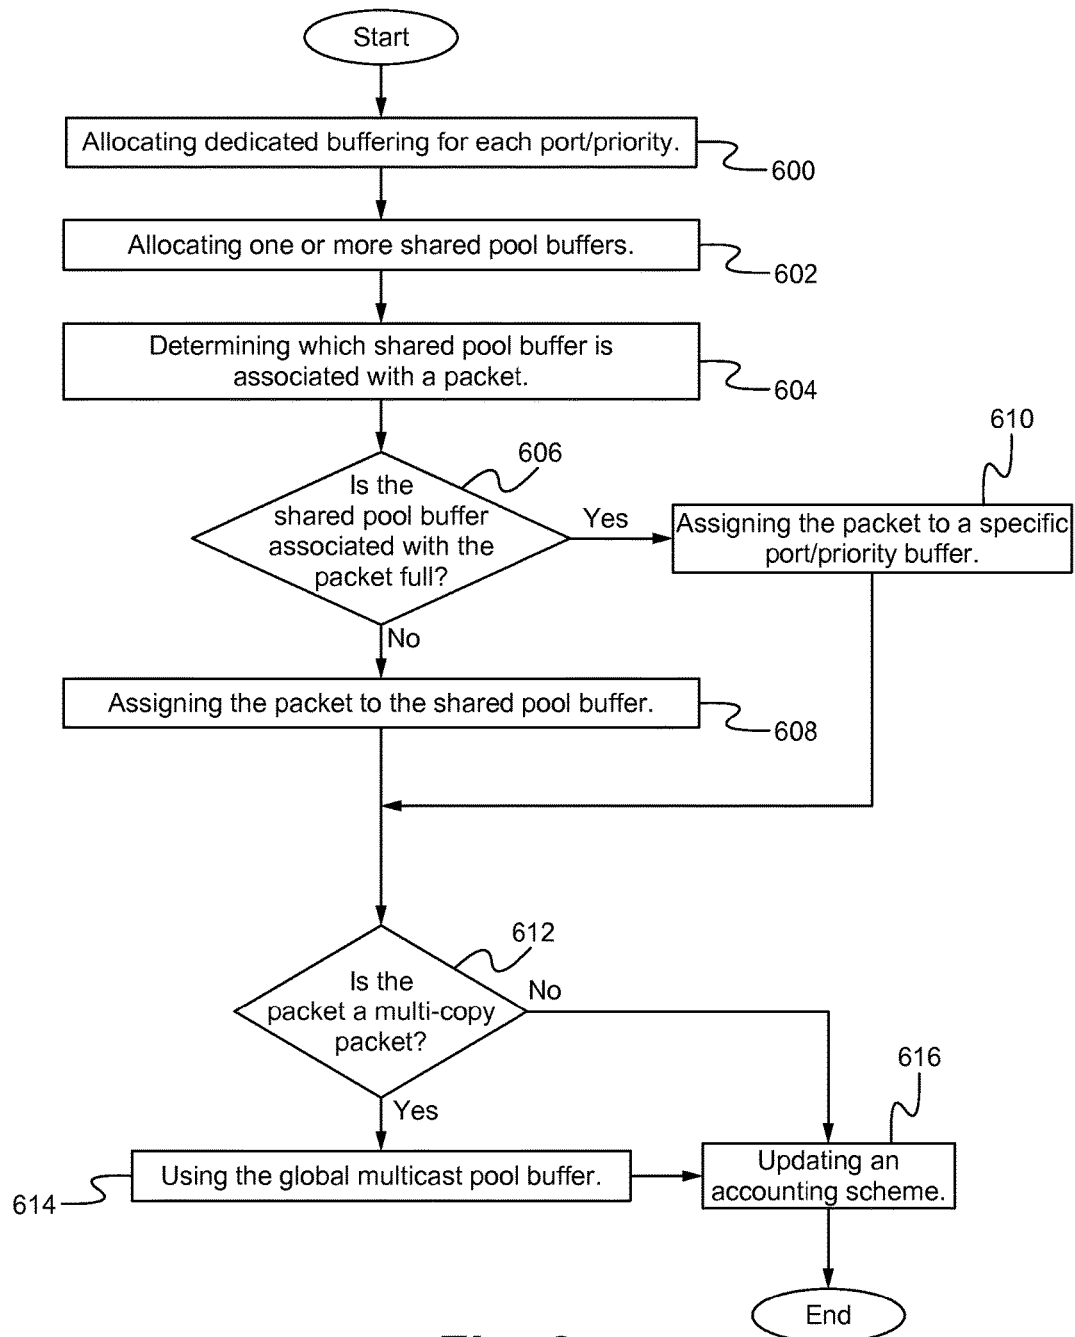 Start
Allocating dedicated buffering for each port/priority.
600
Allocating one or more shared pool buffers.
602
Determining which shared pool buffer is
associated with a packet.
604
606
610
Is the
shared pool buffer
associated with the
packet full?
Yes
Assigning the packet to a specific
port/priority buffer.
No
Assigning the packet to the shared pool buffer.
608
612
Is the
packet a multi-copy
packet?
No
616
Yes
Using the global multicast pool buffer.
614
Updating an
accounting scheme.
End